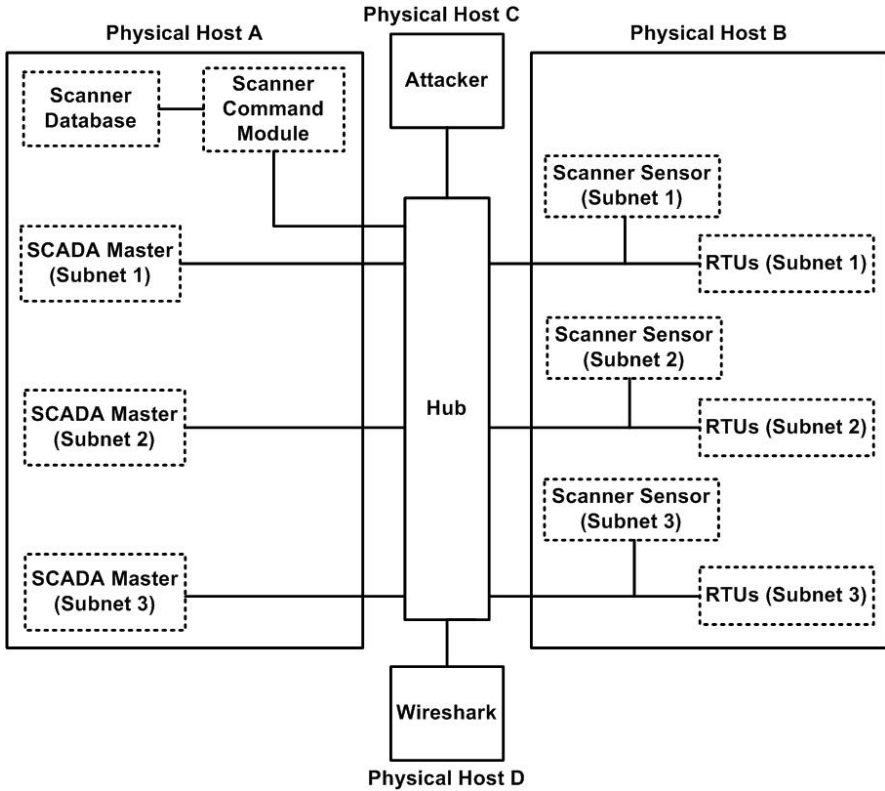 Physical Host C
Physical Host A
Physical Host B
Scanner
Database
Scanner
Command
Module
Attacker
Scanner Sensor
(Subnet 1)
SCADA Master
(Subnet 1)
RTUs (Subnet 1)
Scanner Sensor
(Subnet 2)
SCADA Master
(Subnet 2)
Hub
RTUs (Subnet 2)
Scanner Sensor
(Subnet 3)
SCADA Master
(Subnet 3)
RTUs (Subnet 3)
Wireshark
Physical Host D